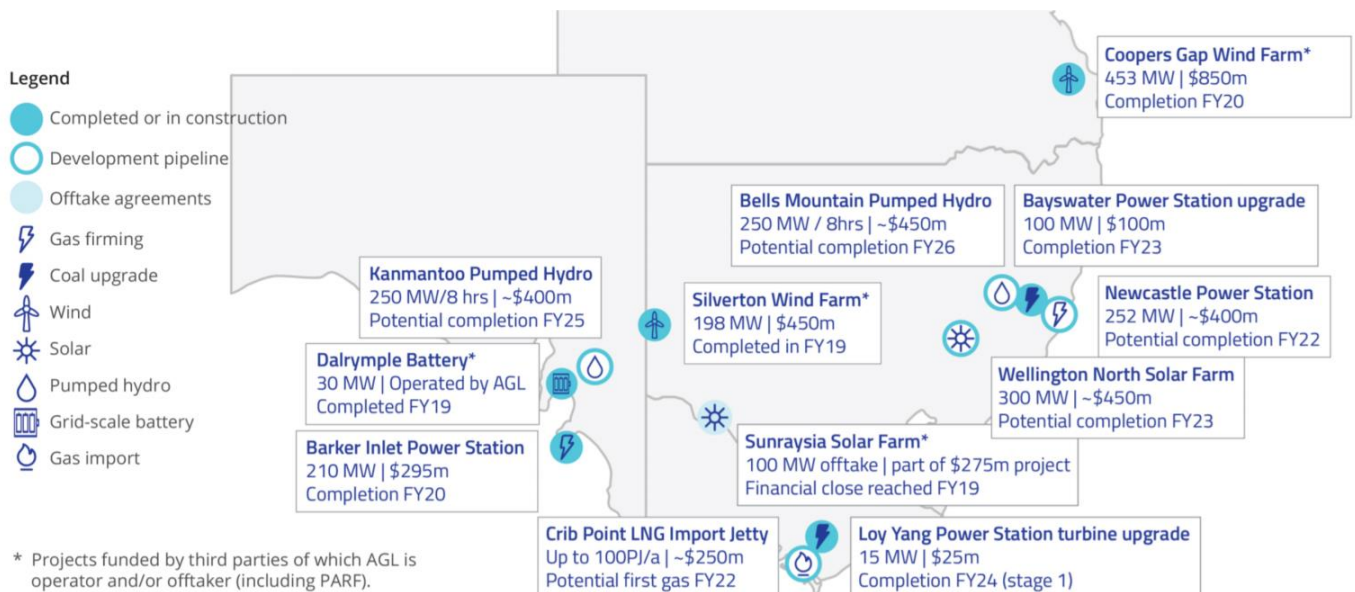 Legend
Completed or in construction
Development pipeline
Offtake agreements
Gas firming
Coal upgrade
Wind
Solar
Pumped hydro
Grid-scale battery
Gas import
* Projects funded by third parties of which AGL is
operator and/or offtaker (including PARF).
Coopers Gap Wind Farm*
453 MW | $850m
Completion FY20
Bells Mountain Pumped Hydro
250 MW / 8hrs | ~$450m
Potential completion FY26
Bayswater Power Station upgrade
100 MW | $100m
Completion FY23
Kanmantoo Pumped Hydro
250 MW/8 hrs | ~$400m
Potential completion FY25
Silverton Wind Farm*
198 MW | $450m
Completed in FY19
Newcastle Power Station
252 MW | ~$400m
Potential completion FY22
Dalrymple Battery*
30 MW | Operated by AGL
Completed FY19
Wellington North Solar Farm
300 MW | ~$450m
Potential completion FY23
Barker Inlet Power Station
210 MW | $295m
Completion FY20
Sunraysia Solar Farm*
100 MW offtake | part of $275m project
Financial close reached FY19
Crib Point LNG Import Jetty
Up to 100PJ/a | ~$250m
Potential first gas FY22
Loy Yang Power Station turbine upgrade
15 MW | $25m
Completion FY24 (stage 1)